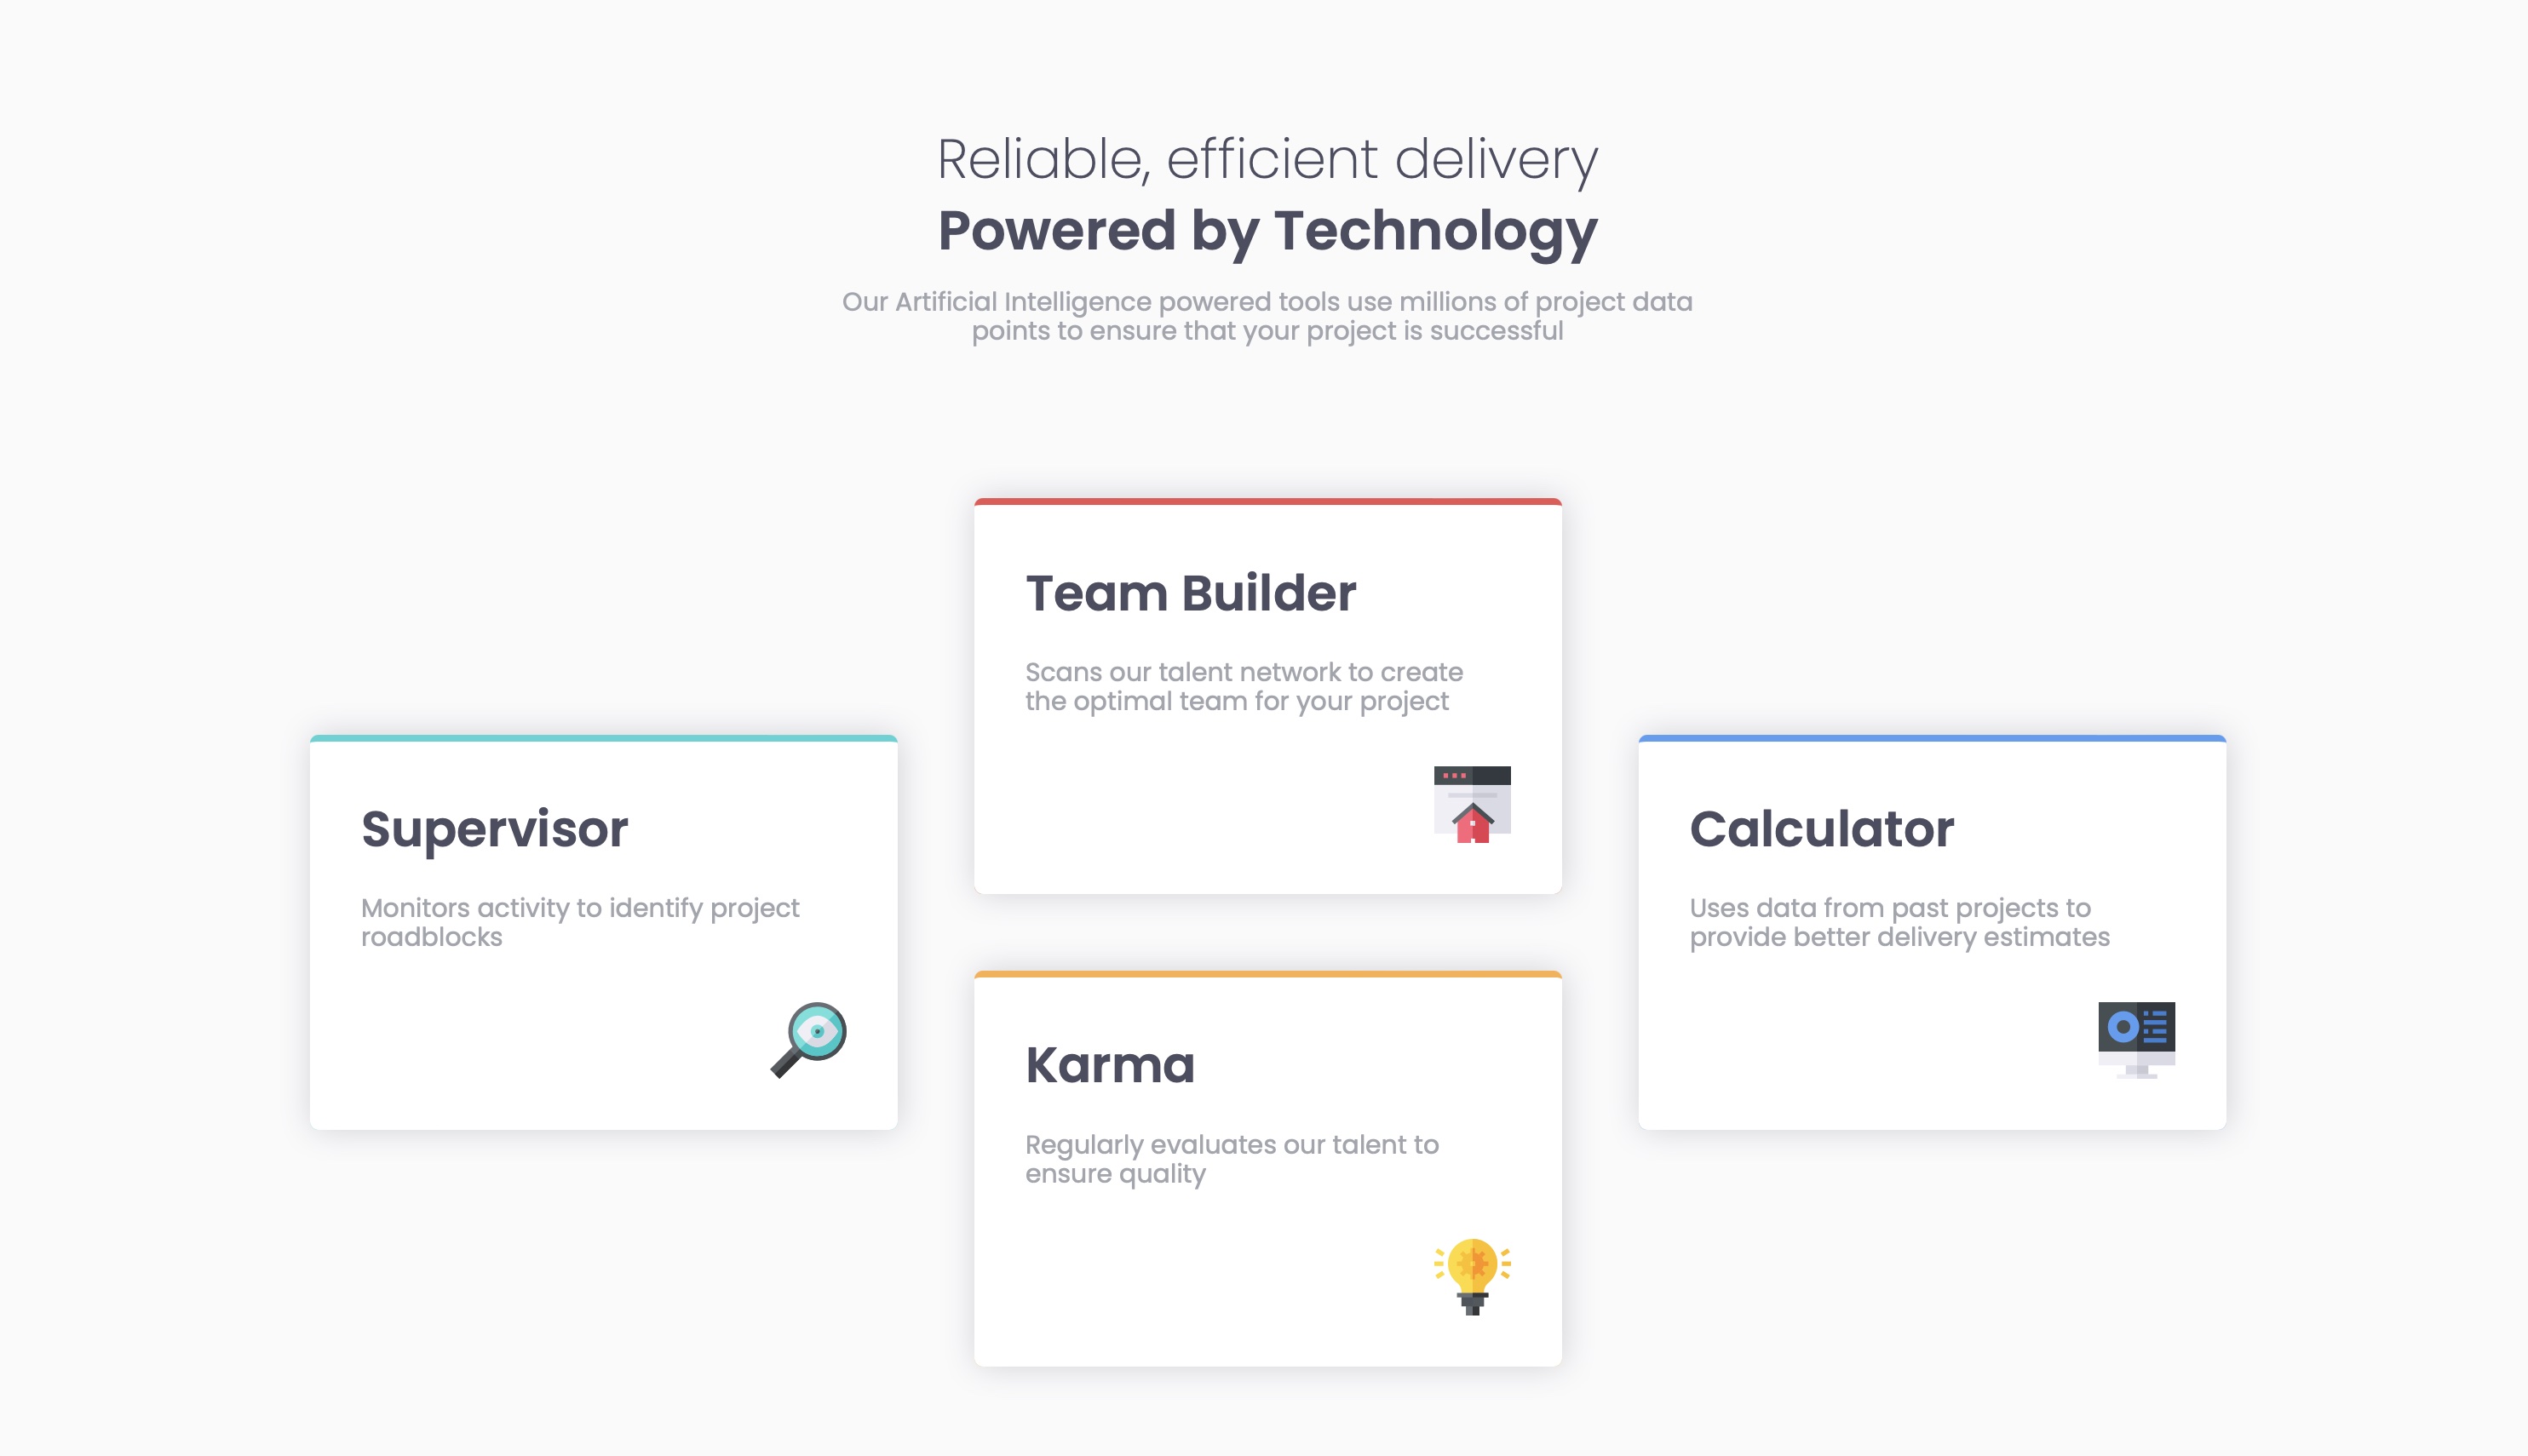 Reliable, efficient delivery
Powered by Technology
Our Artificial Intelligence powered tools use millions of project data
points to ensure that your project is successful
Supervisor
Monitors activity to identify project
roadblocks
Team Builder
Scans our talent network to create
the optimal team for your project
Karma
Regularly evaluates our talent to
ensure quality
Calculator
Uses data from past projects to
provide better delivery estimates